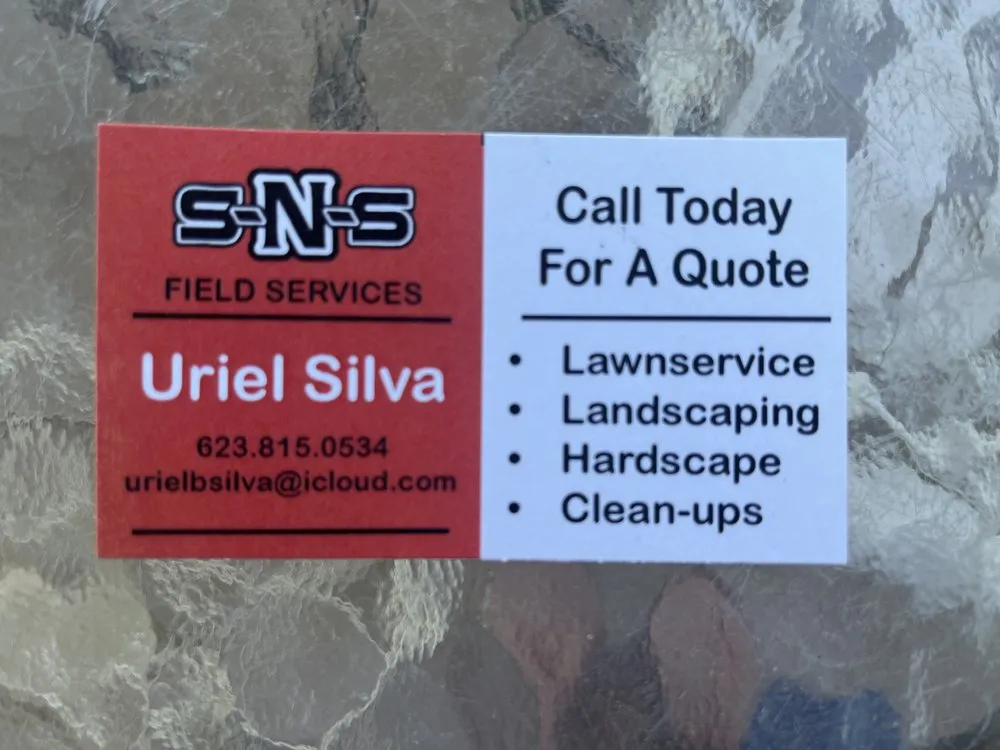 S-N-S
FIELD SERVICES
Uriel Silva
623.815.0534
urielbsilva@icloud.com
Call Today
For A Quote
• Lawnservice
• Landscaping
• Hardscape
• Clean-ups